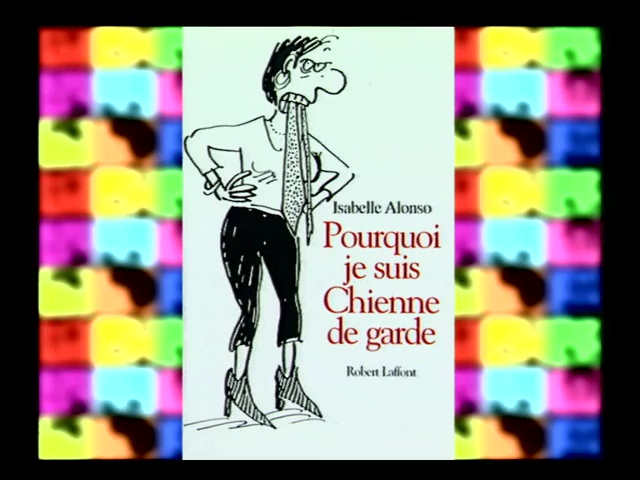 Isabelle Alonso
Pourquoi
je suis
Chienne
de garde
Robert Laffont